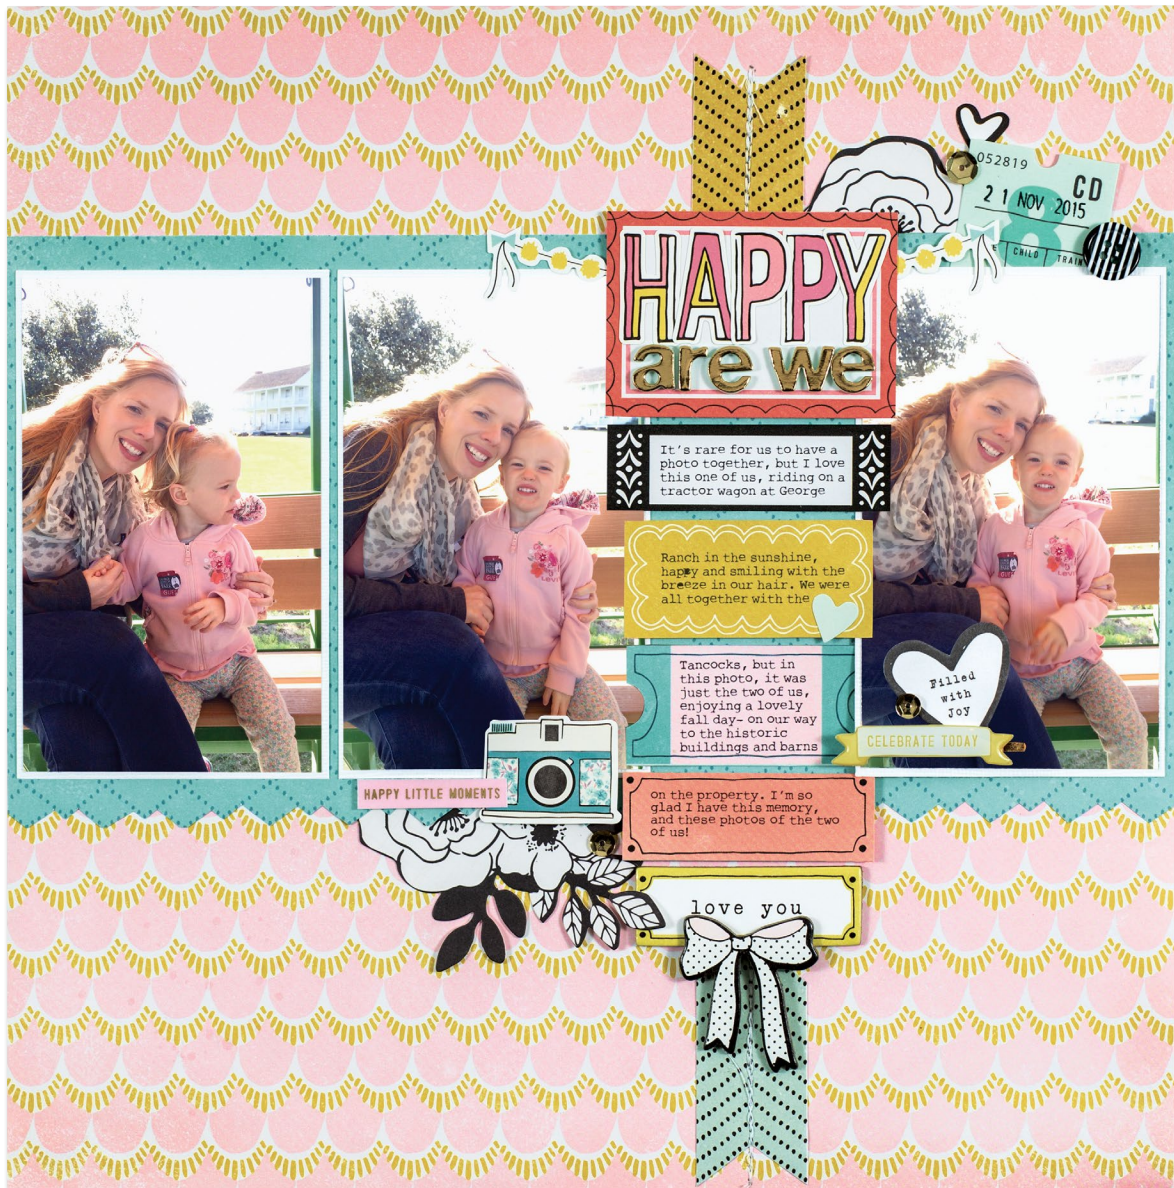 052819
CD
21 NOV 2015
8
CHILD
TRAIN
HAPPY
are we
It's rare for us to have a
photo together, but I love
this one of us, riding on a
tractor wagon at George
Ranch in the sunshine,
happy and smiling with the
breeze in our hair. We were
all together with the
Tancocks, but in
this photo, it was
just the two of us,
enjoying a lovely
fall day- on our way
to the historic
buildings and barns
on the property. I'm so
glad I have this memory,
and these photos of the two
of us!
Filled
with
Joy
CELEBRATE TODAY
HAPPY LITTLE MOMENTS
love you